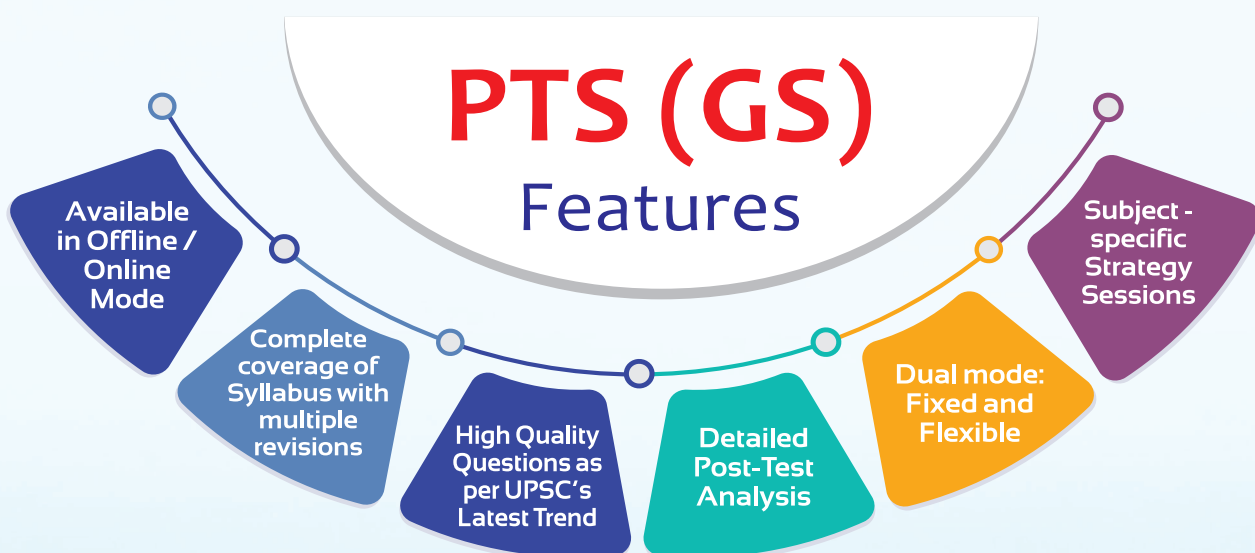 PTS (GS)
Features
Available
in Offline /
Online
Mode
Complete
coverage of
Syllabus with
multiple
revisions
High Quality
Questions as
per UPSC's
Latest Trend
Detailed
Post-Test
Analysis
Dual mode:
Fixed and
Flexible
Subject -
specific
Strategy
Sessions